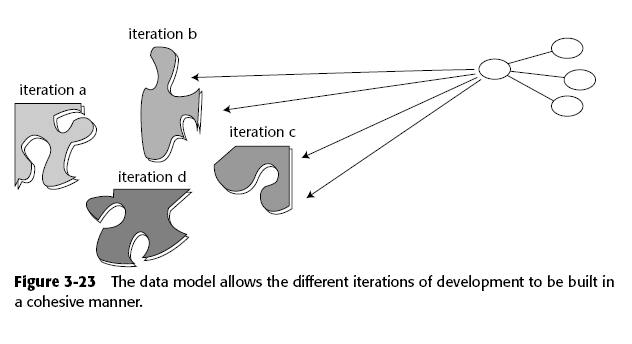 iteration b
iteration a
iteration c
iteration d
Figure 3-23 The data model allows the different iterations of development to be built in
a cohesive manner.